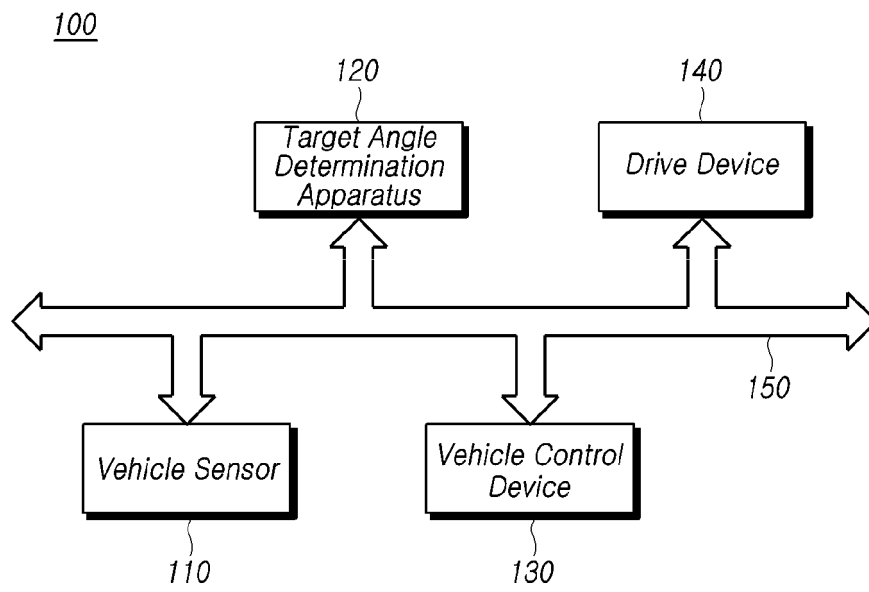 100
120
140
Target Angle
Determination
Apparatus
Drive Device
150
Vehicle Sensor
Vehicle Control
Device
110
130